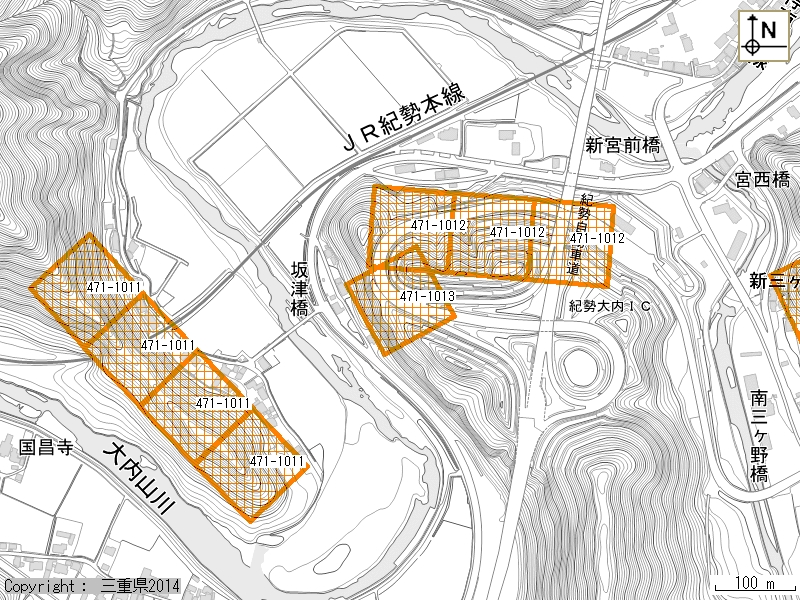 N
ＪＲ紀勢本線
新宮前橋
宮西橋
紀勢自動車道
471-1012
471-1012
471-1012
坂津橋
471-1011
471-1013
新三ヶ
紀勢大内ＩＣ
471-1011
471-1011
南三ヶ野橋
国昌寺
大内山川
471-1011
100 m
Copyright： 三重県2014